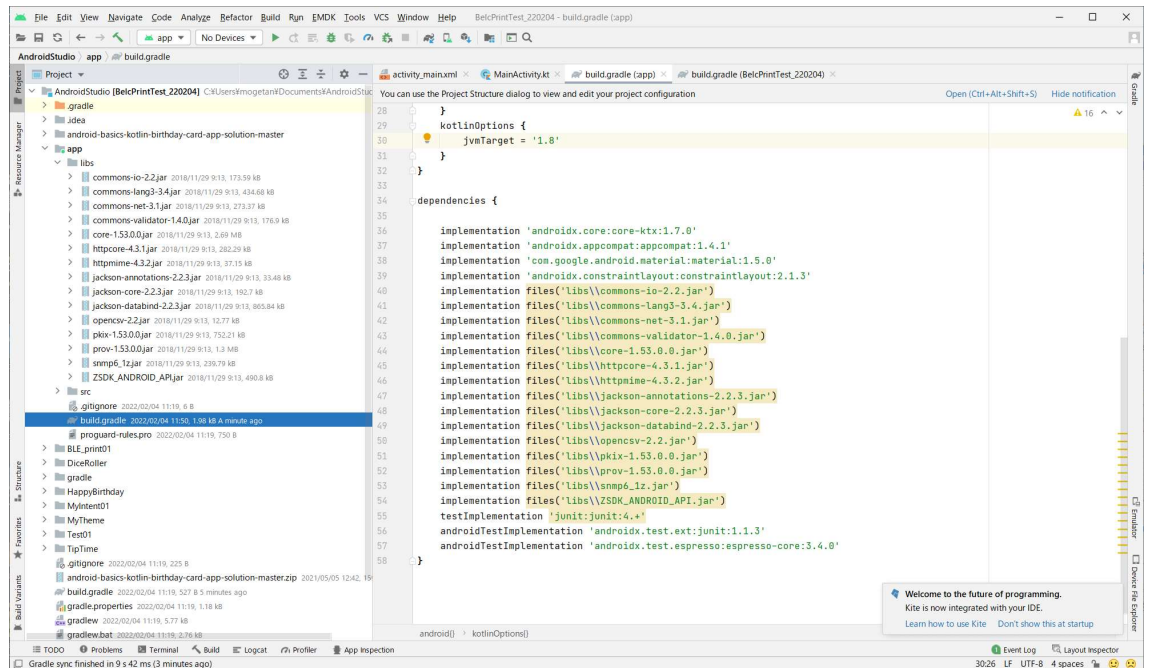 File Edit View Navigate Code Analyze Refactor Build Run EMDK Tools VCS Window Help BelcPrintTest_220204 - build.gradle (:app)
app No Devices
AndroidStudio app build.gradle
Project
activity_main.xml MainActivity.kt build.gradle (:app) build.gradle (BelcPrintTest_220204)
You can use the Project Structure dialog to view and edit your project configuration Open (Ctrl+Alt+Shift+S) Hide notification
16
AndroidStudio [BelcPrintTest_220204] C:¥Users¥mogetan¥Documents¥AndroidStuc
.gradle
.idea
android-basics-kotlin-birthday-card-app-solution-master
app
libs
commons-io-2.2.jar 2018/11/29 9:13, 173.59 kB
commons-lang3-3.4.jar 2018/11/29 9:13, 434.68 kB
commons-net-3.1.jar 2018/11/29 9:13, 273.37 kB
commons-validator-1.4.0.jar 2018/11/29 9:13, 176.9 kB
core-1.53.0.0.jar 2018/11/29 9:13, 2.69 MB
httpcore-4.3.1.jar 2018/11/29 9:13, 282.29 kB
httpmime-4.3.2.jar 2018/11/29 9:13, 37.15 kB
jackson-annotations-2.2.3.jar 2018/11/29 9:13, 33.48 kB
jackson-core-2.2.3.jar 2018/11/29 9:13, 192.7 kB
jackson-databind-2.2.3.jar 2018/11/29 9:13, 865.84 kB
opencsv-2.2.jar 2018/11/29 9:13, 12.77 kB
pkix-1.53.0.0.jar 2018/11/29 9:13, 752.21 kB
prov-1.53.0.0.jar 2018/11/29 9:13, 1.3 MB
snmp6_1z.jar 2018/11/29 9:13, 239.79 kB
ZSDK_ANDROID_API.jar 2018/11/29 9:13, 490.8 kB
src
.gitignore 2022/02/04 11:19, 6 B
build.gradle 2022/02/04 11:50, 1.98 kB A minute ago
proguard-rules.pro 2022/02/04 11:19, 750 B
BLE_print01
DiceRoller
gradle
HappyBirthday
MyIntent01
MyTheme
Test01
TipTime
.gitignore 2022/02/04 11:19, 225 B
android-basics-kotlin-birthday-card-app-solution-master.zip 2021/05/05 12:42, 15
build.gradle 2022/02/04 11:19, 527 B 5 minutes ago
gradle.properties 2022/02/04 11:19, 1.18 kB
gradlew 2022/02/04 11:19, 5.77 kB
gradlew.bat 2022/02/04 11:19, 2.76 kB
28 }
29 kotlinOptions {
30 jvmTarget = '1.8'
31 }
32 }
33
34 dependencies {
35
36 implementation 'androidx.core:core-ktx:1.7.0'
37 implementation 'androidx.appcompat:appcompat:1.4.1'
38 implementation 'com.google.android.material:material:1.5.0'
39 implementation 'androidx.constraintlayout:constraintlayout:2.1.3'
40 implementation files('libs\\commons-io-2.2.jar')
41 implementation files('libs\\commons-lang3-3.4.jar')
42 implementation files('libs\\commons-net-3.1.jar')
43 implementation files('libs\\commons-validator-1.4.0.jar')
44 implementation files('libs\\core-1.53.0.0.jar')
45 implementation files('libs\\httpcore-4.3.1.jar')
46 implementation files('libs\\httpmime-4.3.2.jar')
47 implementation files('libs\\jackson-annotations-2.2.3.jar')
48 implementation files('libs\\jackson-core-2.2.3.jar')
49 implementation files('libs\\jackson-databind-2.2.3.jar')
50 implementation files('libs\\opencsv-2.2.jar')
51 implementation files('libs\\pkix-1.53.0.0.jar')
52 implementation files('libs\\prov-1.53.0.0.jar')
53 implementation files('libs\\snmp6_1z.jar')
54 implementation files('libs\\ZSDK_ANDROID_API.jar')
55 testImplementation 'junit:junit:4.+'
56 androidTestImplementation 'androidx.test.ext:junit:1.1.3'
57 androidTestImplementation 'androidx.test.espresso:espresso-core:3.4.0'
58 }
android{} kotlinOptions{}
Welcome to the future of programming.
Kite is now integrated with your IDE.
Learn how to use Kite Don't show this at startup
Project
Resource Manager
Structure
Favorites
Build Variants
Gradle
Emulator
Device File Explorer
TODO Problems Terminal Build Logcat Profiler App Inspection Event Log Layout Inspector
Gradle sync finished in 9 s 42 ms (3 minutes ago) 30:26 LF UTF-8 4 spaces